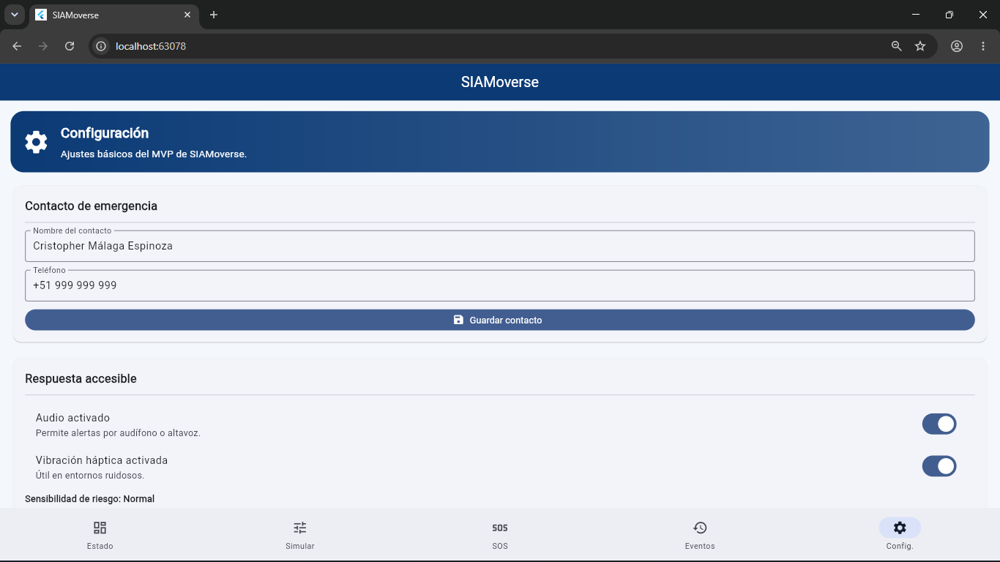 SIAMoverse
localhost:63078
SIAMoverse
Configuración
Ajustes básicos del MVP de SIAMoverse.
Contacto de emergencia
Nombre del contacto
Cristopher Málaga Espinoza
Teléfono
+51 999 999 999
Guardar contacto
Respuesta accesible
Audio activado
Permite alertas por audífono o altavoz.
Vibración háptica activada
Útil en entornos ruidosos.
Sensibilidad de riesgo: Normal
SOS
Estado
Simular
SOS
Eventos
Config.